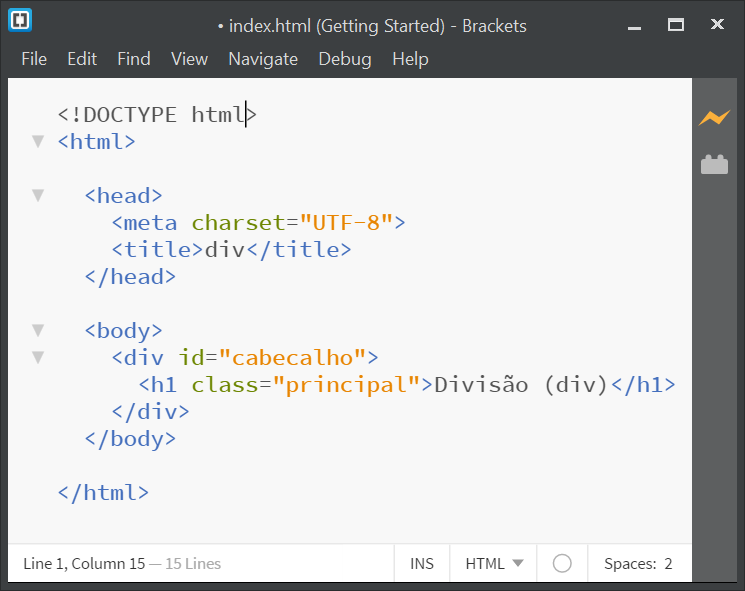 • index.html (Getting Started) - Brackets
File Edit Find View Navigate Debug Help
<!DOCTYPE html>
<html>
<head>
<meta charset="UTF-8">
<title>div</title>
</head>
<body>
<div id="cabecalho">
<h1 class="principal">Divisão (div)</h1>
</div>
</body>
</html>
Line 1, Column 15 — 15 Lines INS HTML Spaces: 2